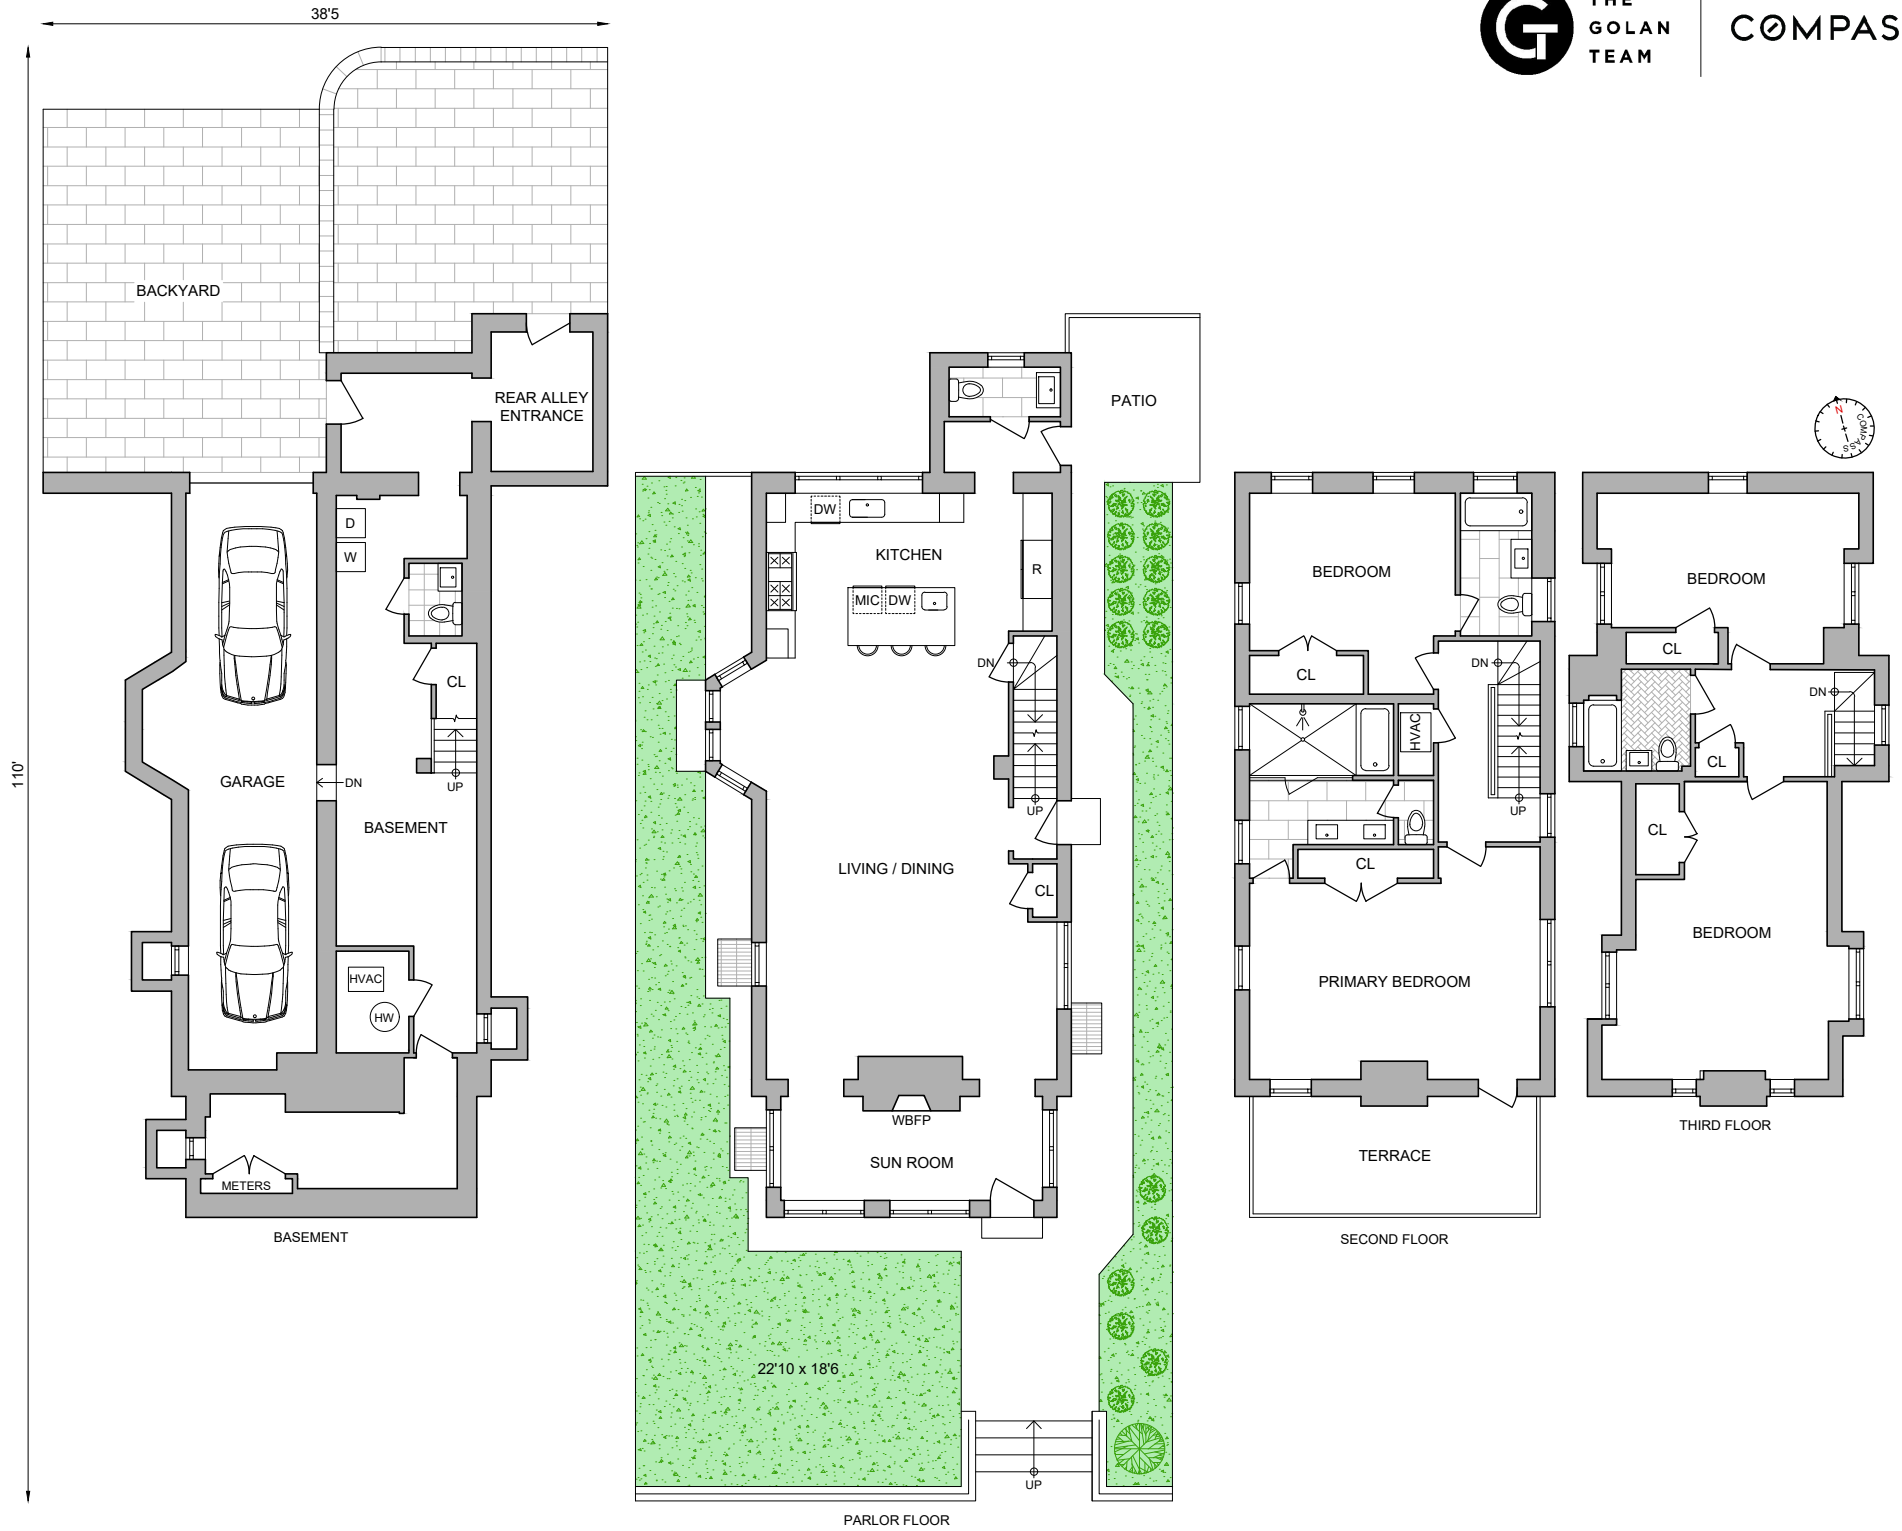 38'5
THE
GOLAN
TEAM
COMPAS
110'
BACKYARD
REAR ALLEY
ENTRANCE
D
W
CL
UP
GARAGE
DN
BASEMENT
HVAC
HW
METERS
BASEMENT
PATIO
DW
KITCHEN
R
MIC
DW
DN
UP
LIVING / DINING
CL
WBFP
SUN ROOM
22'10 x 18'6
UP
PARLOR FLOOR
N
COMPASS
BEDROOM
CL
DN
HVAC
UP
CL
PRIMARY BEDROOM
TERRACE
SECOND FLOOR
BEDROOM
CL
DN
CL
CL
BEDROOM
THIRD FLOOR